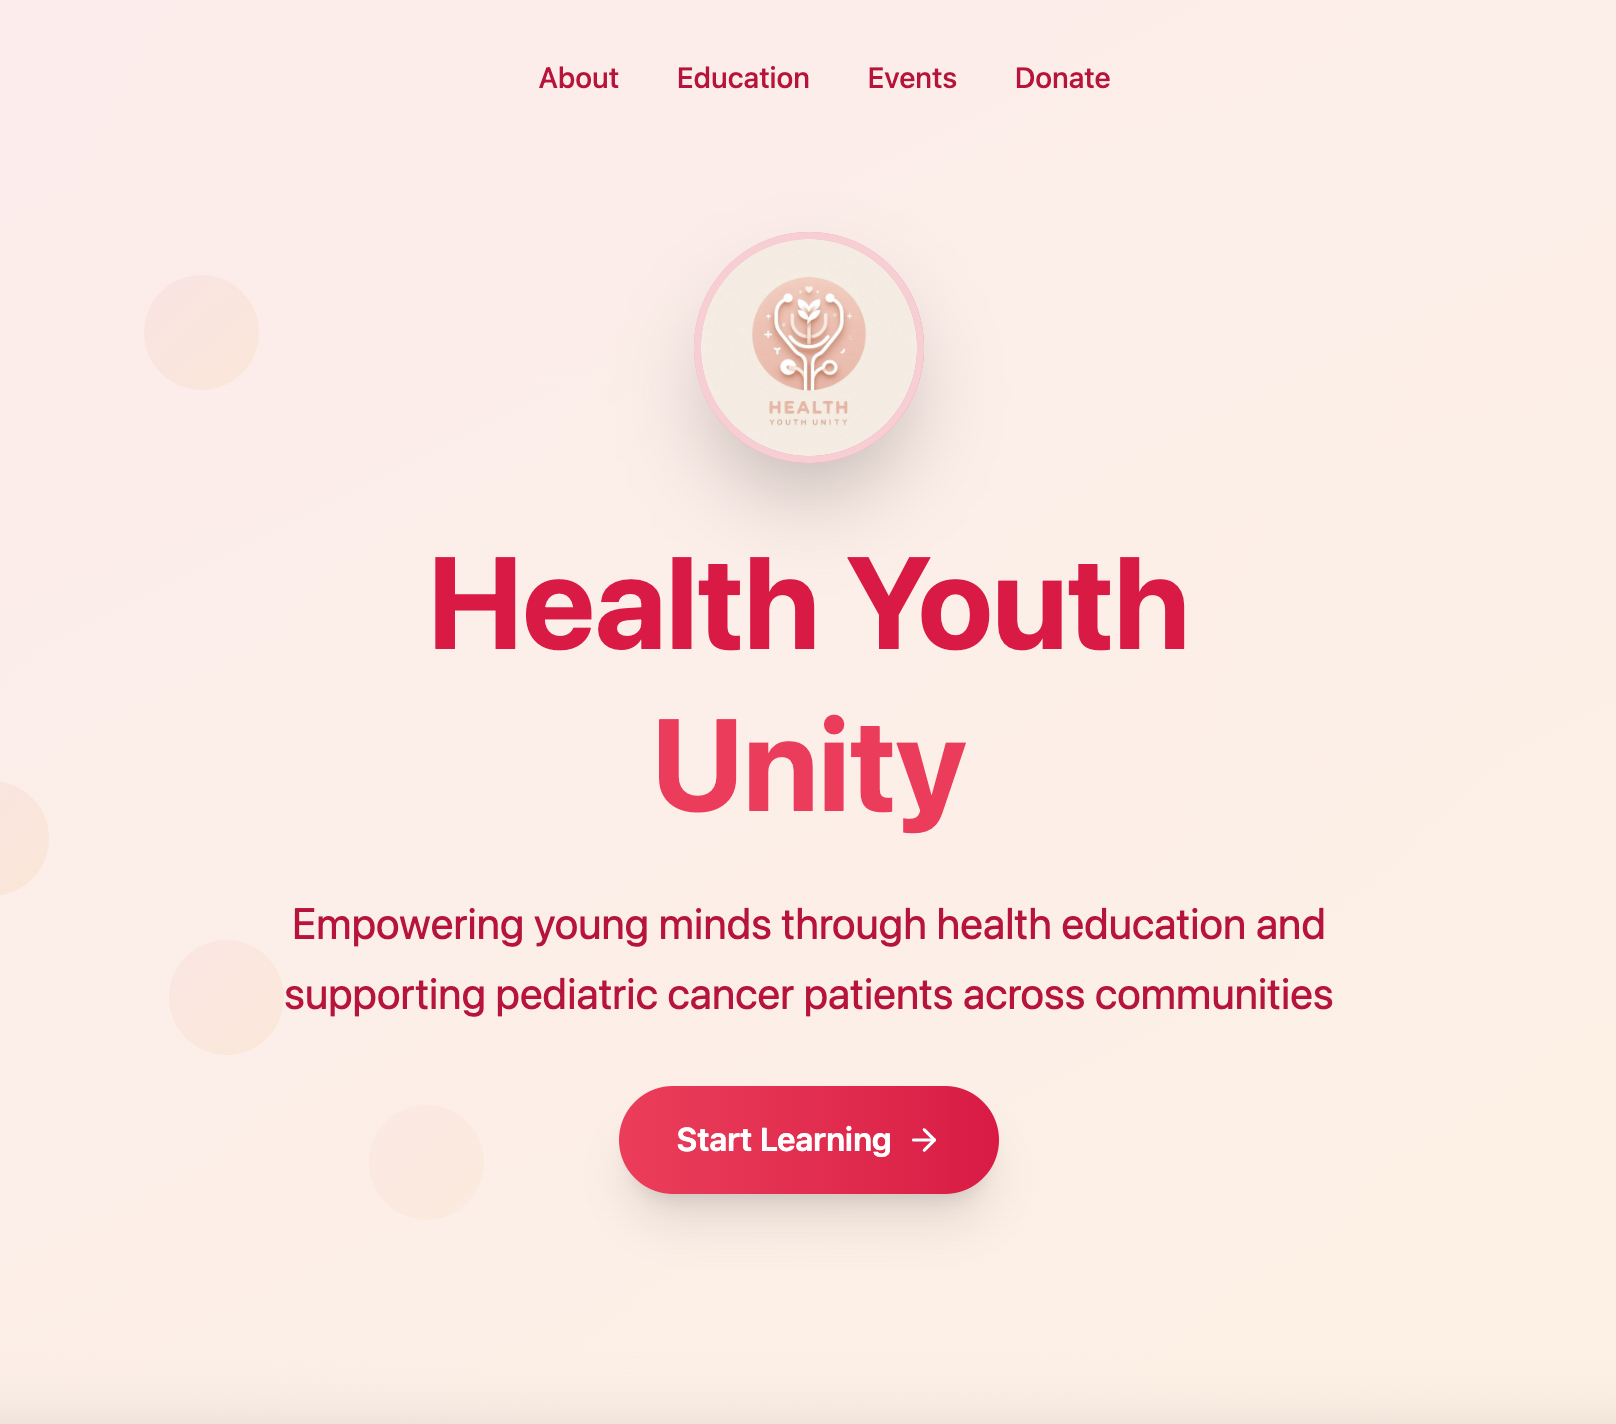 About Education Events Donate
HEALTH
YOUTH UNITY
Health Youth
Unity
Empowering young minds through health education and
supporting pediatric cancer patients across communities
Start Learning